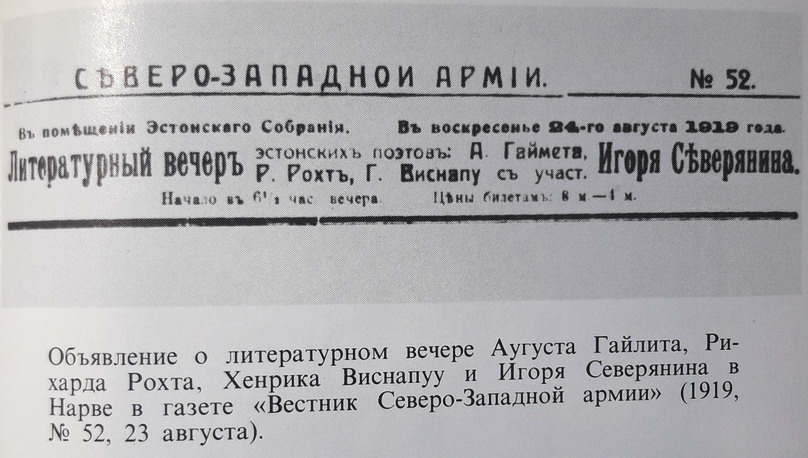 СѢВЕРО-ЗАПАДНОЙ АРМІИ. № 52.
Въ помѣщеніи Эстонскаго Собранія. Въ воскресенье 24-го августа 1919 года.
Литературный вечеръ эстонскихъ поэтовъ: А. Гаймета, Р. Рохтъ, Г. Виснапу съ участ. Игоря Сѣверянина.
Начало въ 6½ час. вечера. Цѣны билетамъ: 8 м.—4 м.
Объявление о литературном вечере Аугуста Гайлита, Ри-
харда Рохта, Хенрика Виснапуу и Игоря Северянина в
Нарве в газете «Вестник Северо-Западной армии» (1919,
№ 52, 23 августа).